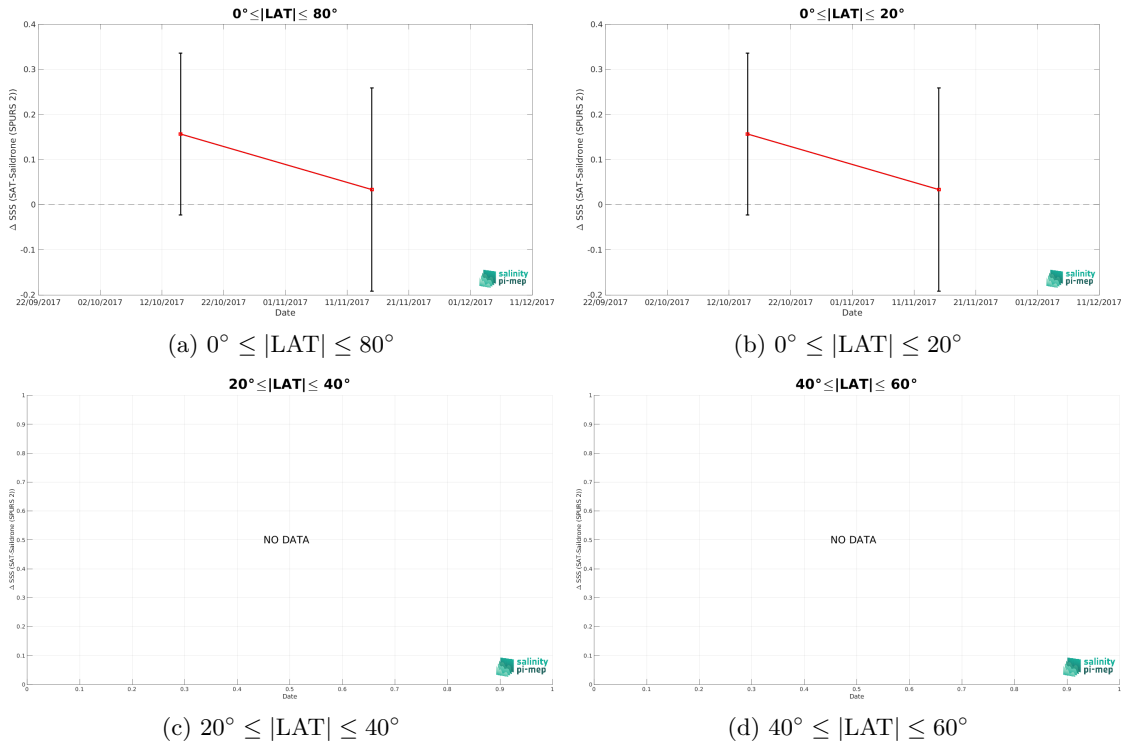 0°≤|LAT|≤ 80°
0.4
0.3
0.2
0.1
0
-0.1
-0.2
Δ SSS (SAT-Saildrone (SPURS 2))
22/09/2017 02/10/2017 12/10/2017 22/10/2017 01/11/2017 11/11/2017 21/11/2017 01/12/2017 11/12/2017
Date
salinity
pi-mep
(a) 0° ≤ |LAT| ≤ 80°
0°≤|LAT|≤ 20°
0.4
0.3
0.2
0.1
0
-0.1
-0.2
Δ SSS (SAT-Saildrone (SPURS 2))
22/09/2017 02/10/2017 12/10/2017 22/10/2017 01/11/2017 11/11/2017 21/11/2017 01/12/2017 11/12/2017
Date
salinity
pi-mep
(b) 0° ≤ |LAT| ≤ 20°
20°≤|LAT|≤ 40°
1
0.9
0.8
0.7
0.6
0.5
0.4
0.3
0.2
0.1
0
Δ SSS (SAT-Saildrone (SPURS 2))
NO DATA
0 0.1 0.2 0.3 0.4 0.5 0.6 0.7 0.8 0.9 1
Date
salinity
pi-mep
(c) 20° ≤ |LAT| ≤ 40°
40°≤|LAT|≤ 60°
1
0.9
0.8
0.7
0.6
0.5
0.4
0.3
0.2
0.1
0
Δ SSS (SAT-Saildrone (SPURS 2))
NO DATA
0 0.1 0.2 0.3 0.4 0.5 0.6 0.7 0.8 0.9 1
Date
salinity
pi-mep
(d) 40° ≤ |LAT| ≤ 60°